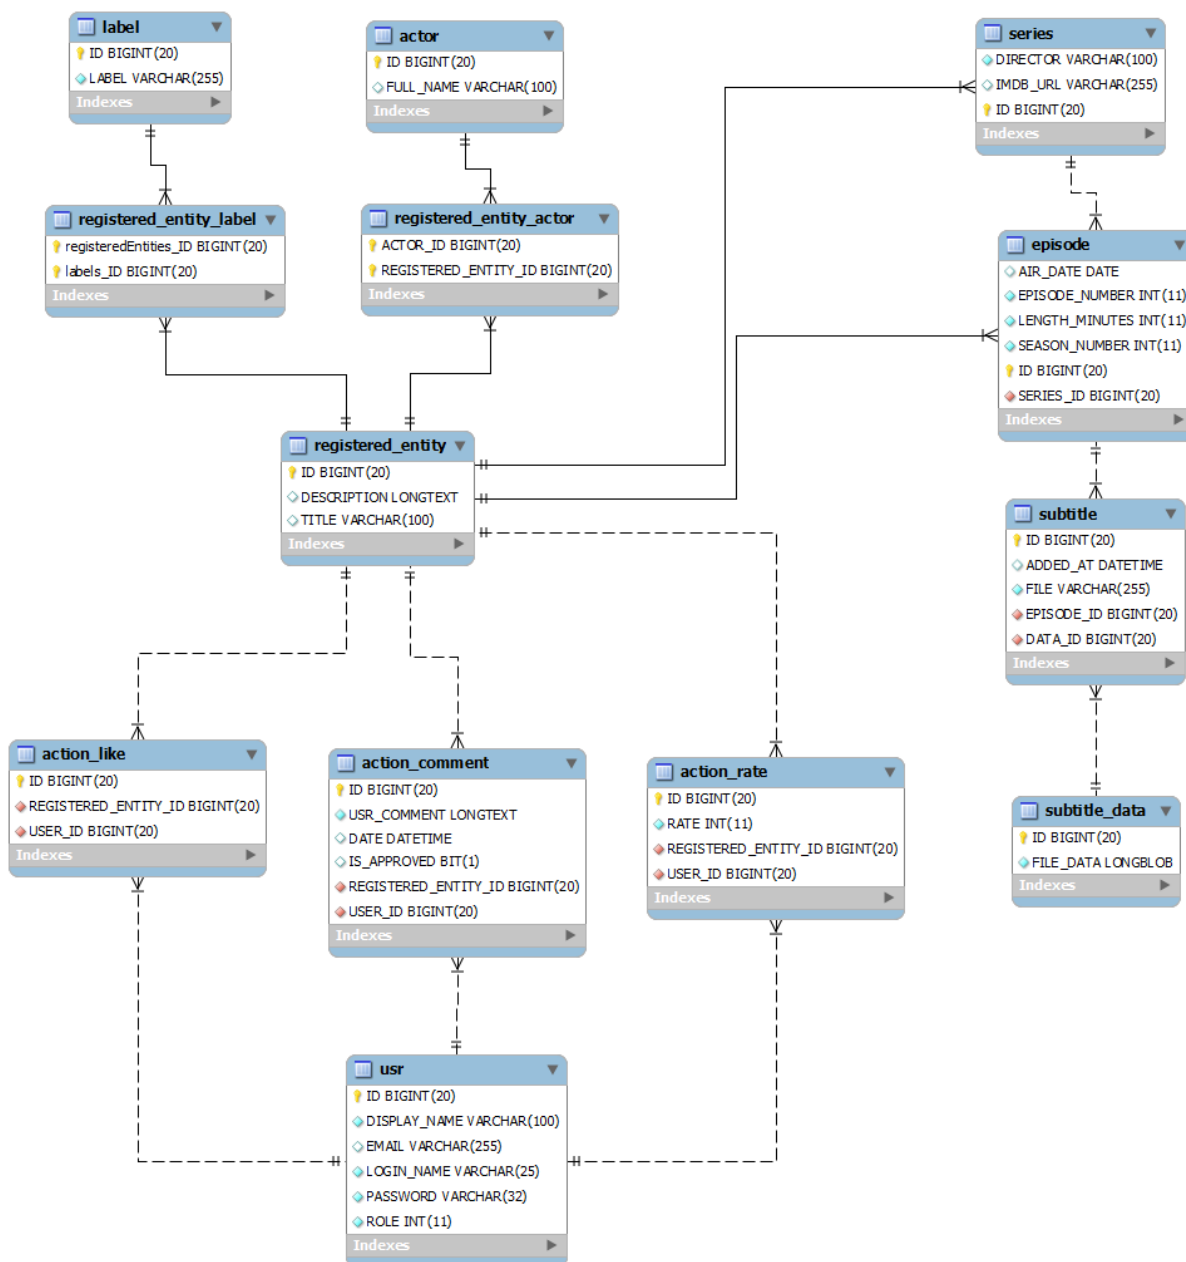 label
ID BIGINT(20)
LABEL VARCHAR(255)
Indexes
actor
ID BIGINT(20)
FULL_NAME VARCHAR(100)
Indexes
series
DIRECTOR VARCHAR(100)
IMDB_URL VARCHAR(255)
ID BIGINT(20)
Indexes
registered_entity_label
registeredEntities_ID BIGINT(20)
labels_ID BIGINT(20)
Indexes
registered_entity_actor
ACTOR_ID BIGINT(20)
REGISTERED_ENTITY_ID BIGINT(20)
Indexes
episode
AIR_DATE DATE
EPISODE_NUMBER INT(11)
LENGTH_MINUTES INT(11)
SEASON_NUMBER INT(11)
ID BIGINT(20)
SERIES_ID BIGINT(20)
Indexes
registered_entity
ID BIGINT(20)
DESCRIPTION LONGTEXT
TITLE VARCHAR(100)
Indexes
subtitle
ID BIGINT(20)
ADDED_AT DATETIME
FILE VARCHAR(255)
EPISODE_ID BIGINT(20)
DATA_ID BIGINT(20)
Indexes
action_like
ID BIGINT(20)
REGISTERED_ENTITY_ID BIGINT(20)
USER_ID BIGINT(20)
Indexes
action_comment
ID BIGINT(20)
USR_COMMENT LONGTEXT
DATE DATETIME
IS_APPROVED BIT(1)
REGISTERED_ENTITY_ID BIGINT(20)
USER_ID BIGINT(20)
Indexes
action_rate
ID BIGINT(20)
RATE INT(11)
REGISTERED_ENTITY_ID BIGINT(20)
USER_ID BIGINT(20)
Indexes
subtitle_data
ID BIGINT(20)
FILE_DATA LONGBLOB
Indexes
usr
ID BIGINT(20)
DISPLAY_NAME VARCHAR(100)
EMAIL VARCHAR(255)
LOGIN_NAME VARCHAR(25)
PASSWORD VARCHAR(32)
ROLE INT(11)
Indexes